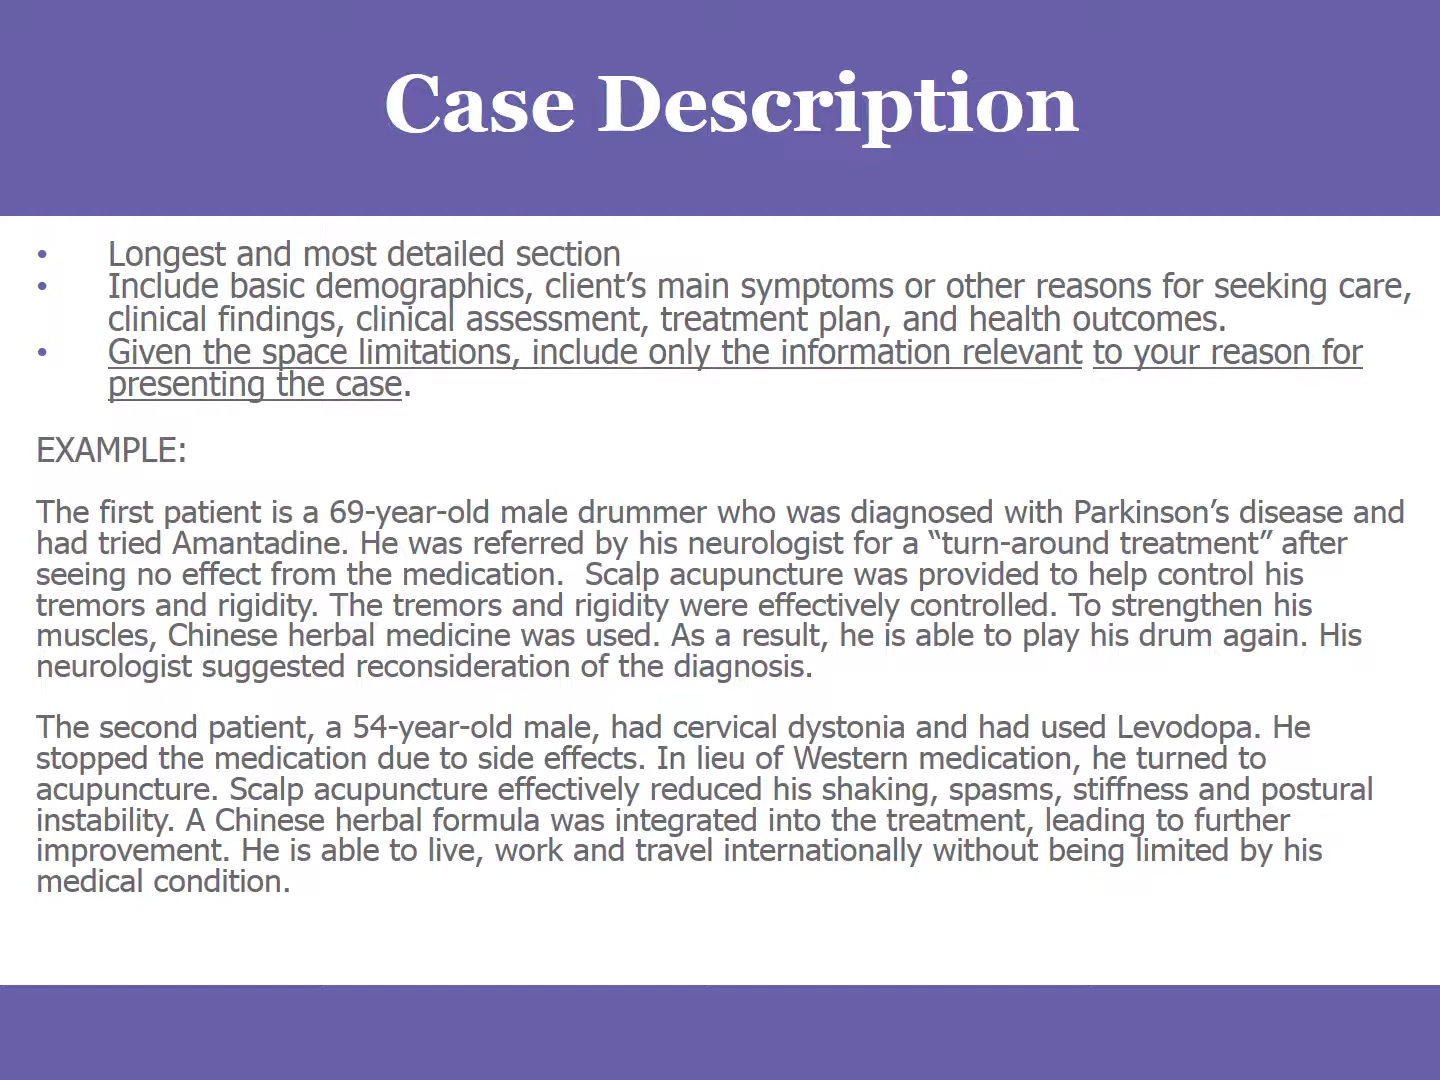 Case Description
• Longest and most detailed section
• Include basic demographics, client’s main symptoms or other reasons for seeking care,
clinical findings, clinical assessment, treatment plan, and health outcomes.
• Given the space limitations, include only the information relevant to your reason for
presenting the case.
EXAMPLE:
The first patient is a 69-year-old male drummer who was diagnosed with Parkinson’s disease and
had tried Amantadine. He was referred by his neurologist for a “turn-around treatment” after
seeing no effect from the medication.  Scalp acupuncture was provided to help control his
tremors and rigidity. The tremors and rigidity were effectively controlled. To strengthen his
muscles, Chinese herbal medicine was used. As a result, he is able to play his drum again. His
neurologist suggested reconsideration of the diagnosis.
The second patient, a 54-year-old male, had cervical dystonia and had used Levodopa. He
stopped the medication due to side effects. In lieu of Western medication, he turned to
acupuncture. Scalp acupuncture effectively reduced his shaking, spasms, stiffness and postural
instability. A Chinese herbal formula was integrated into the treatment, leading to further
improvement. He is able to live, work and travel internationally without being limited by his
medical condition.